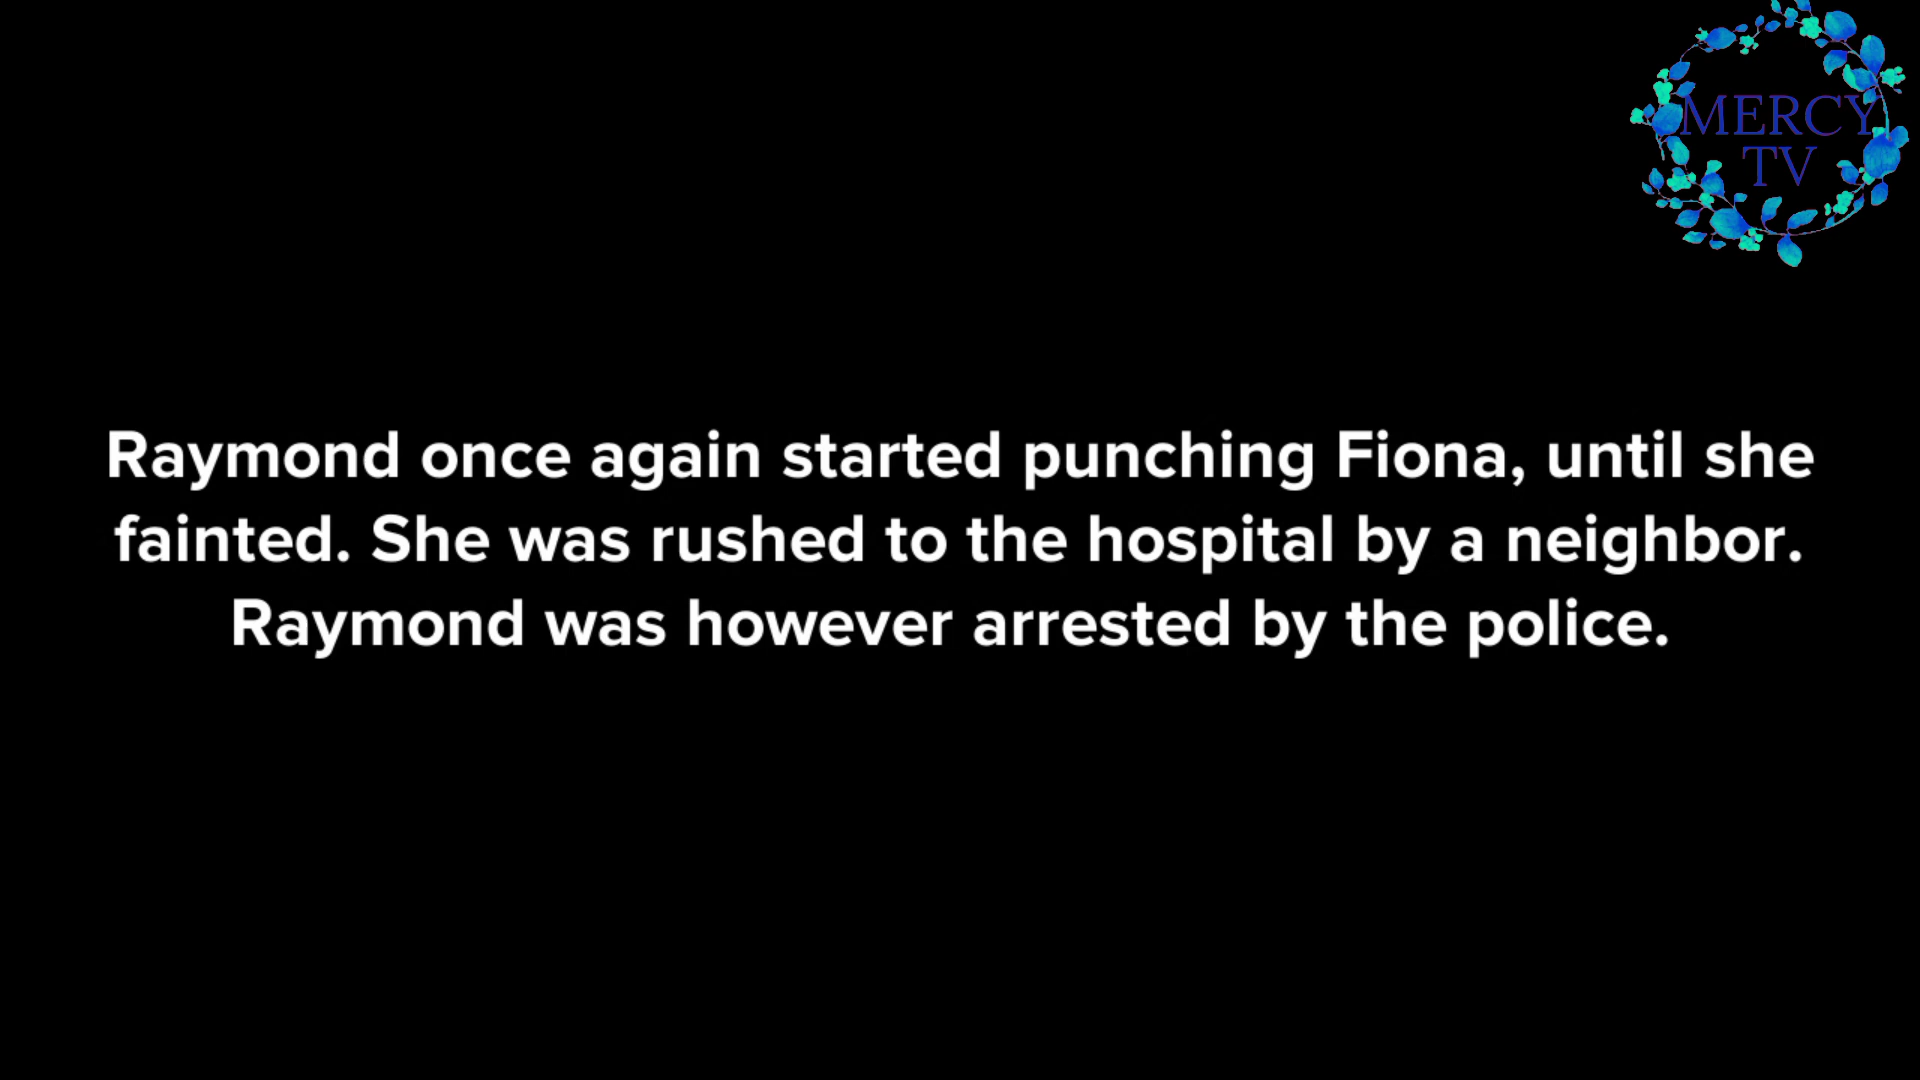 MERCY
TV
Raymond once again started punching Fiona, until she
fainted. She was rushed to the hospital by a neighbor.
Raymond was however arrested by the police.